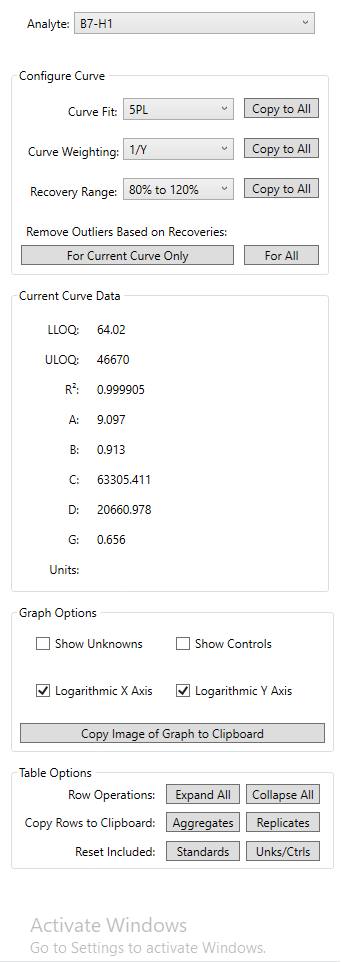 Analyte: B7-H1
Configure Curve
Curve Fit: 5PL Copy to All
Curve Weighting: 1/Y Copy to All
Recovery Range: 80% to 120% Copy to All
Remove Outliers Based on Recoveries:
For Current Curve Only For All
Current Curve Data
LLOQ: 64.02
ULOQ: 46670
R²: 0.999905
A: 9.097
B: 0.913
C: 63305.411
D: 20660.978
G: 0.656
Units:
Graph Options
Show Unknowns Show Controls
Logarithmic X Axis Logarithmic Y Axis
Copy Image of Graph to Clipboard
Table Options
Row Operations: Expand All Collapse All
Copy Rows to Clipboard: Aggregates Replicates
Reset Included: Standards Unks/Ctrls
Activate Windows
Go to Settings to activate Windows.